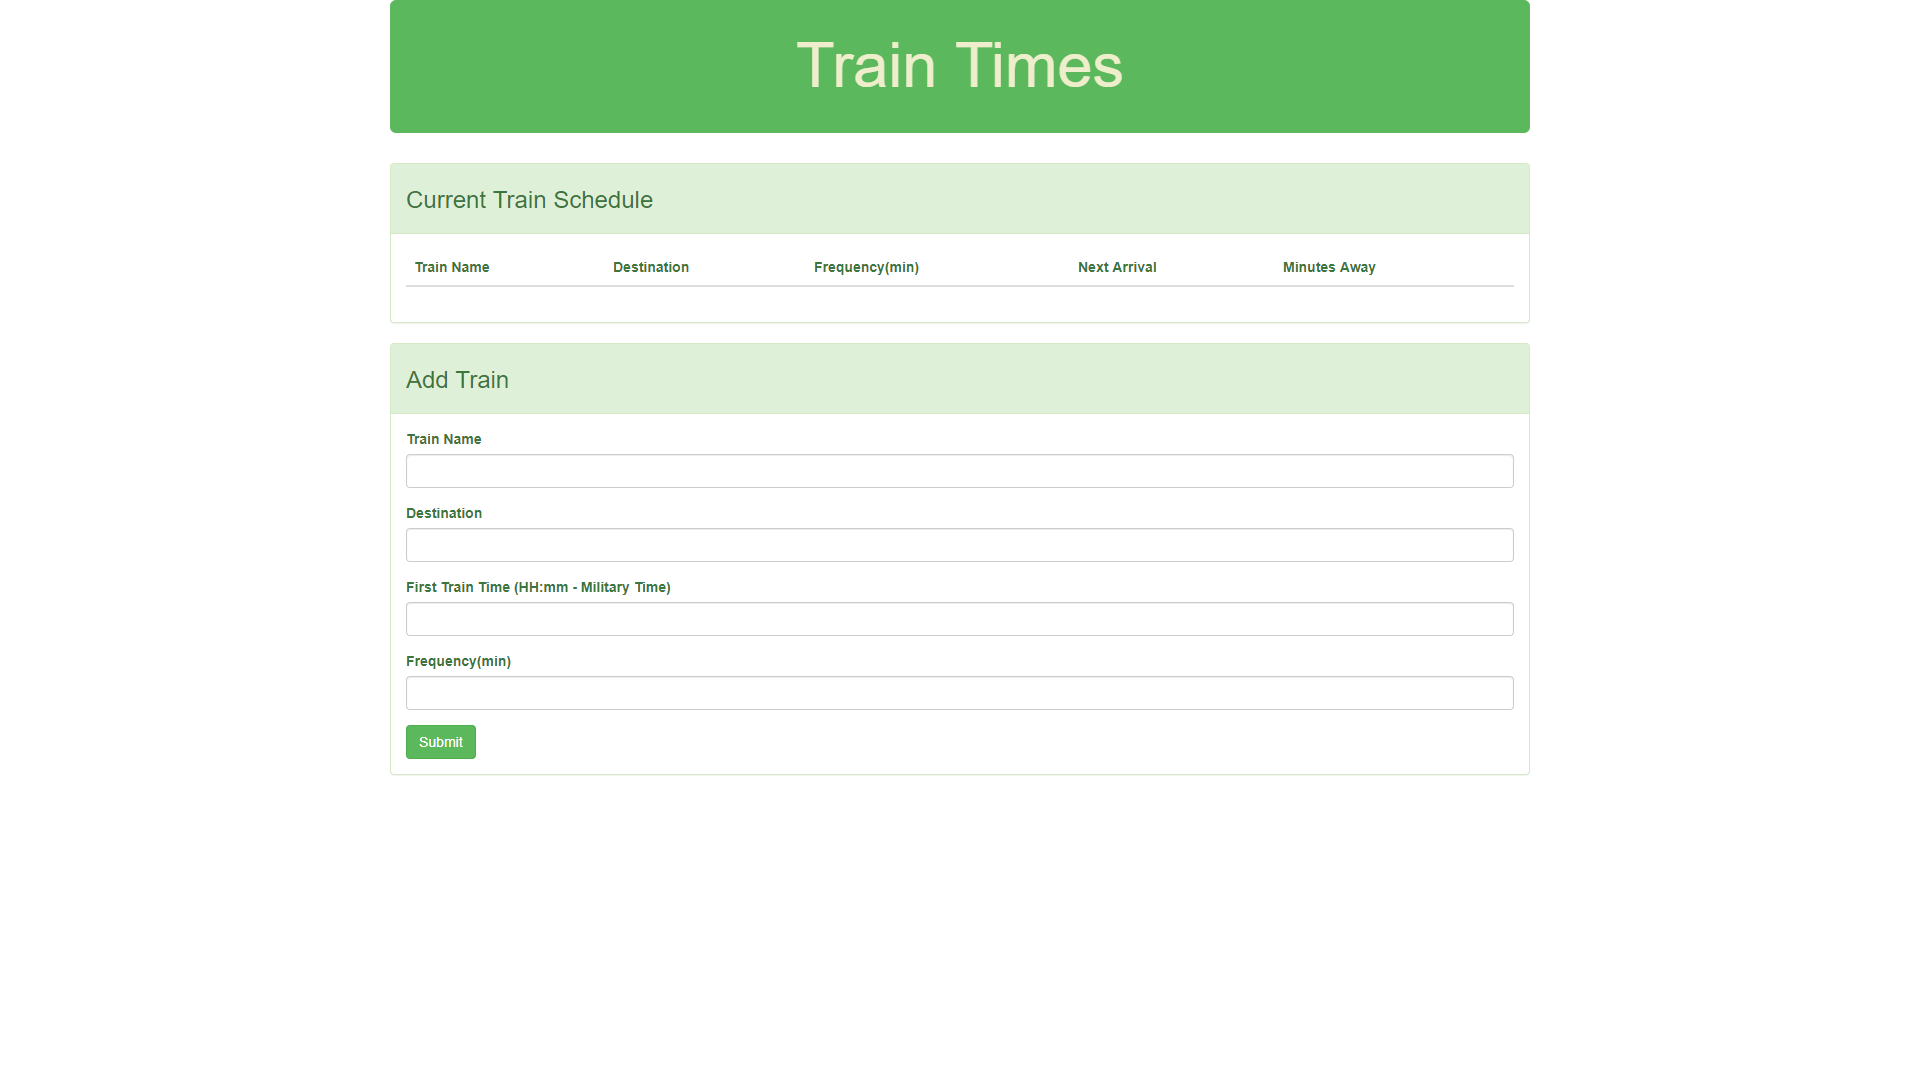 Train Times
Current Train Schedule
Train Name Destination Frequency(min) Next Arrival Minutes Away
Add Train
Train Name
Destination
First Train Time (HH:mm - Military Time)
Frequency(min)
Submit